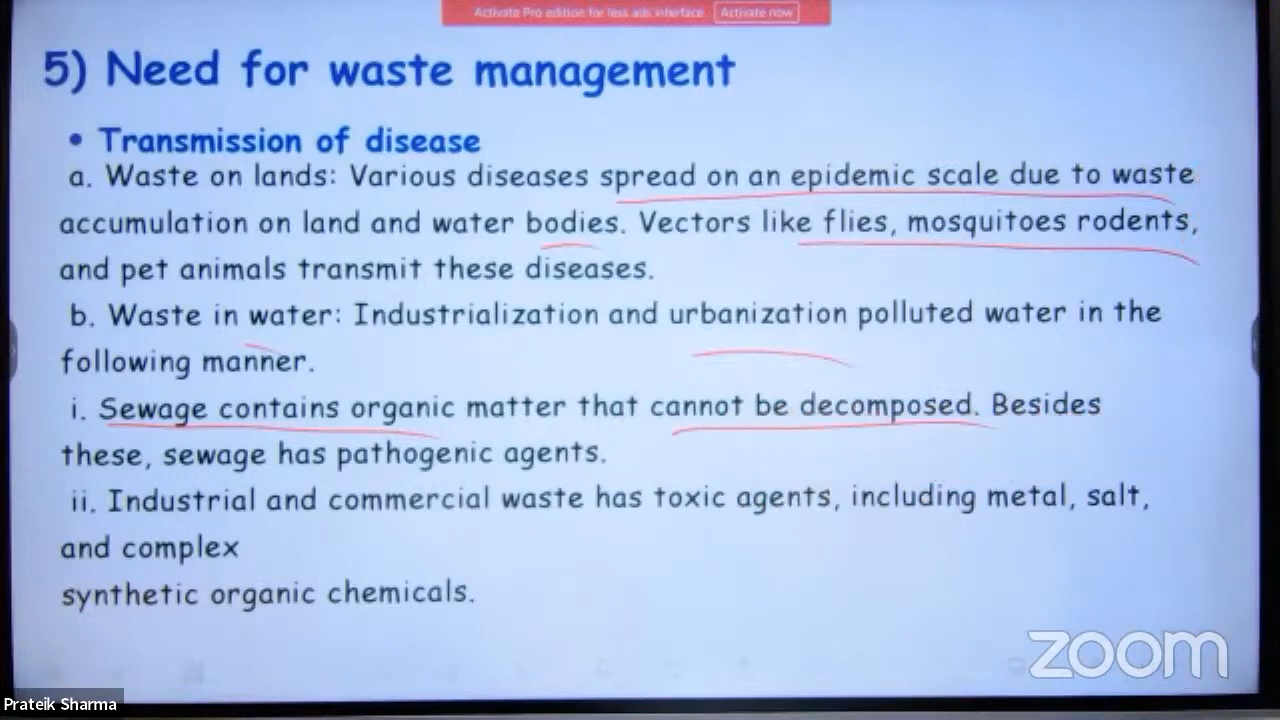 Activate Pro edition for less ads interface Activate now
5) Need for waste management
• Transmission of disease
a. Waste on lands: Various diseases spread on an epidemic scale due to waste
accumulation on land and water bodies. Vectors like flies, mosquitoes rodents,
and pet animals transmit these diseases.
b. Waste in water: Industrialization and urbanization polluted water in the
following manner.
i. Sewage contains organic matter that cannot be decomposed. Besides
these, sewage has pathogenic agents.
ii. Industrial and commercial waste has toxic agents, including metal, salt,
and complex
synthetic organic chemicals.
zoom
Prateik Sharma